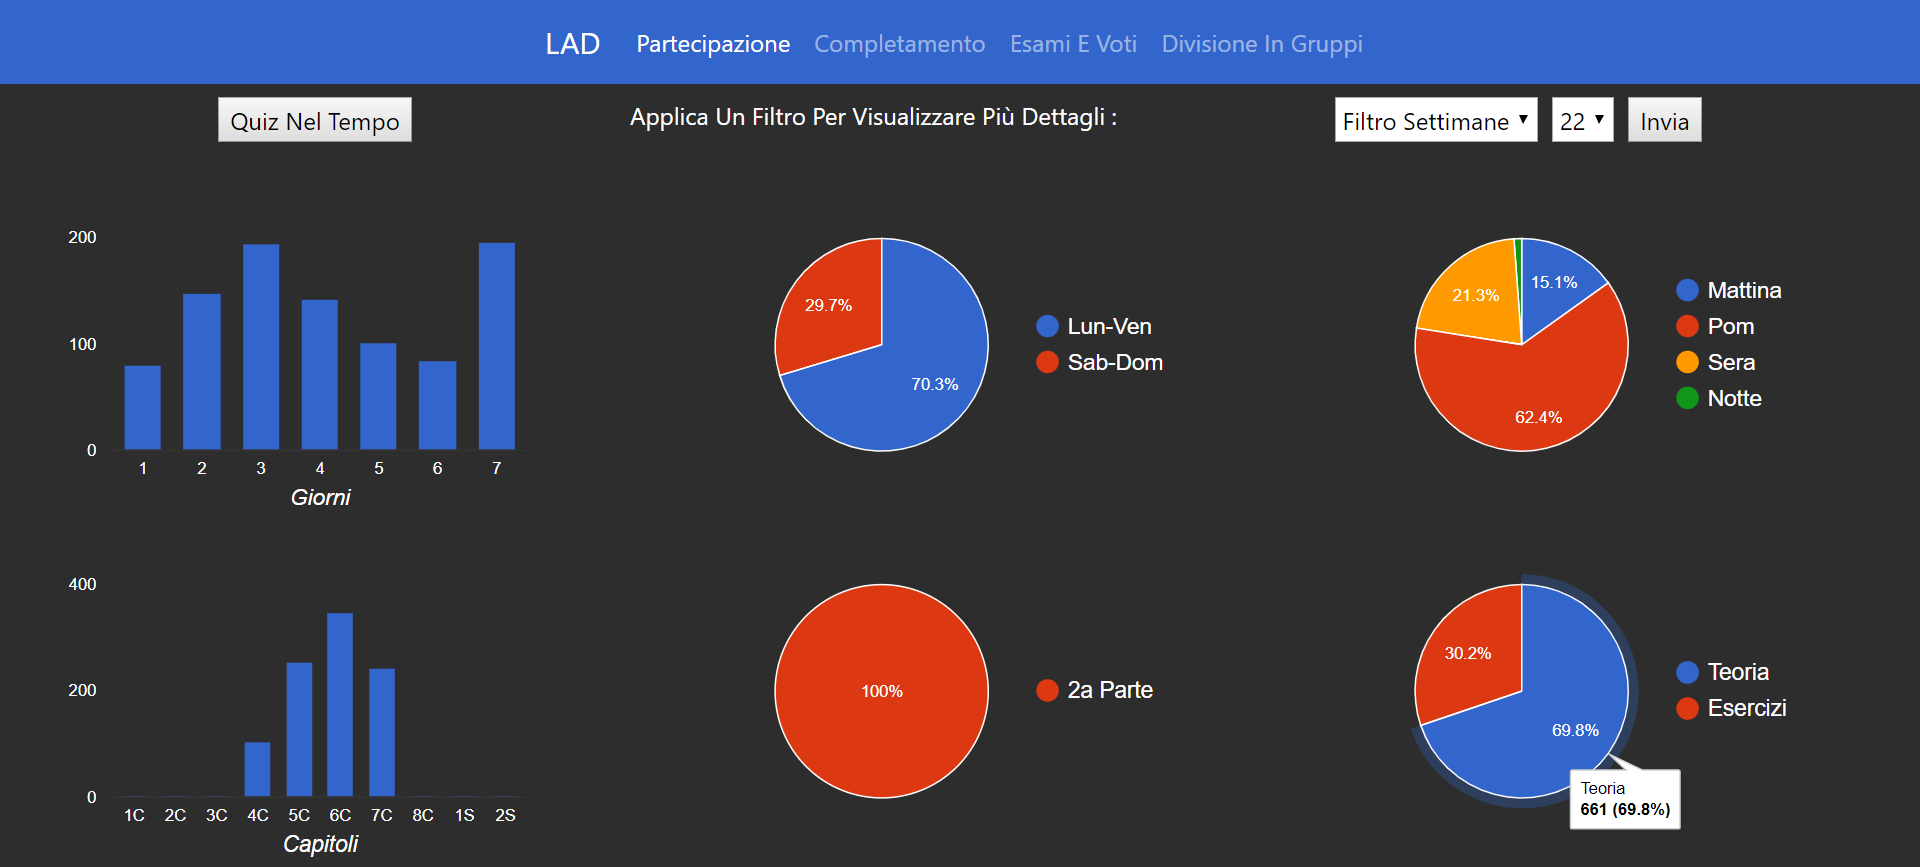 LAD Partecipazione Completamento Esami E Voti Divisione In Gruppi
Quiz Nel Tempo
Applica Un Filtro Per Visualizzare Più Dettagli :
Filtro Settimane 22 Invia
200
100
0
1 2 3 4 5 6 7
Giorni
29.7%
70.3%
Lun-Ven
Sab-Dom
15.1%
21.3%
62.4%
Mattina
Pom
Sera
Notte
400
200
0
1C 2C 3C 4C 5C 6C 7C 8C 1S 2S
Capitoli
100%
2a Parte
30.2%
69.8%
Teoria
Esercizi
Teoria
661 (69.8%)